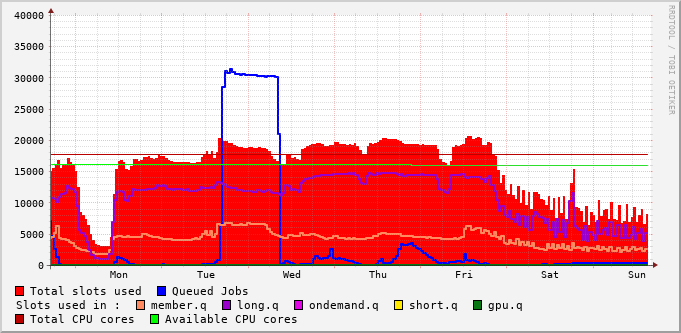 RRDTOOL / TOBI OETIKER
40000
35000
30000
25000
20000
15000
10000
5000
0
Mon Tue Wed Thu Fri Sat Sun
Total slots used Queued Jobs
Slots used in : member.q long.q ondemand.q short.q gpu.q
Total CPU cores Available CPU cores